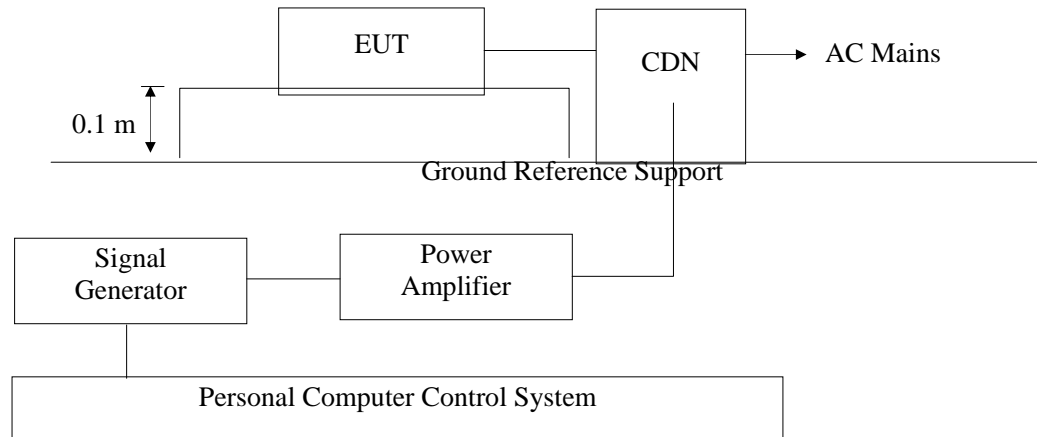 EUT
CDN
AC Mains
0.1 m
Ground Reference Support
Signal
Generator
Power
Amplifier
Personal Computer Control System